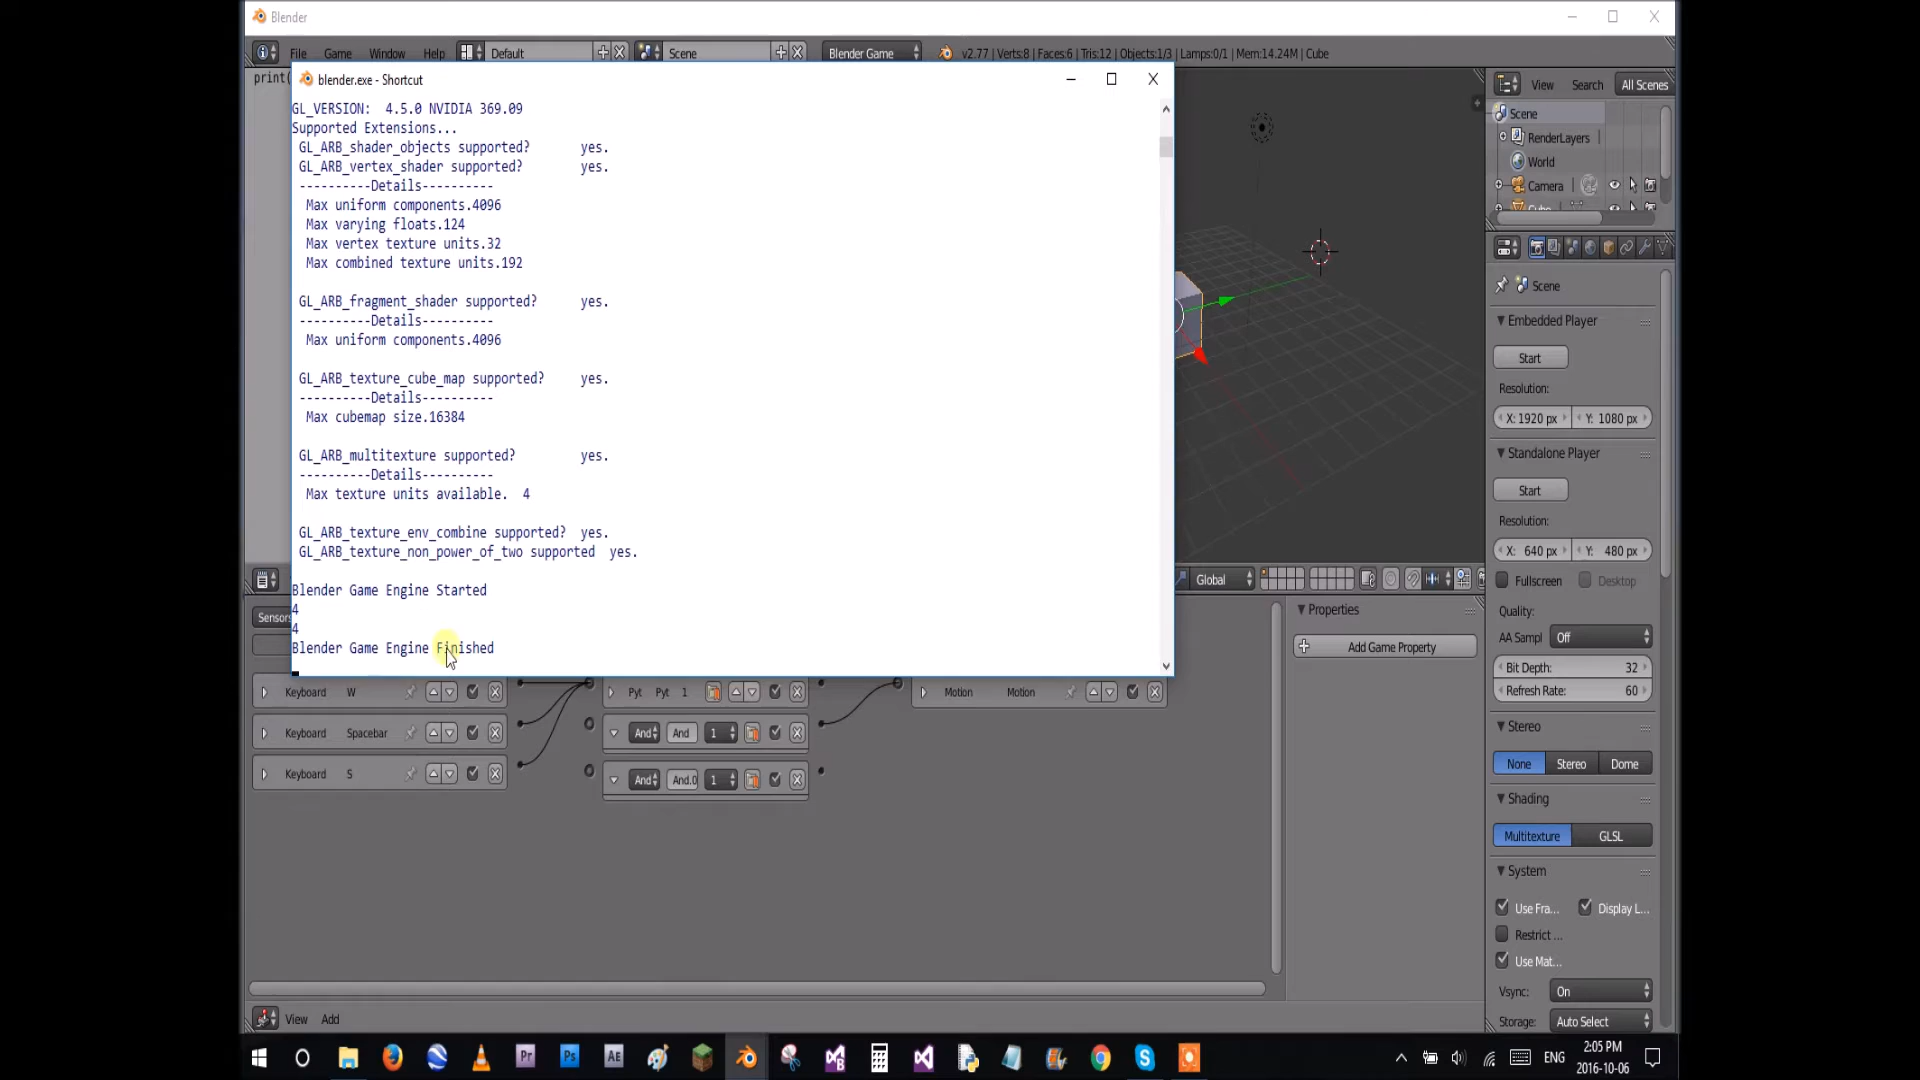 Blender
File Game Window Help Default Scene Blender Game v2.77 | Verts:8 | Faces:6 | Tris:12 | Objects:1/3 | Lamps:0/1 | Mem:14.24M | Cube
print(
blender.exe - Shortcut
GL_VERSION: 4.5.0 NVIDIA 369.09
Supported Extensions...
GL_ARB_shader_objects supported? yes.
GL_ARB_vertex_shader supported? yes.
----------Details----------
Max uniform components.4096
Max varying floats.124
Max vertex texture units.32
Max combined texture units.192
GL_ARB_fragment_shader supported? yes.
----------Details----------
Max uniform components.4096
GL_ARB_texture_cube_map supported? yes.
----------Details----------
Max cubemap size.16384
GL_ARB_multitexture supported? yes.
----------Details----------
Max texture units available. 4
GL_ARB_texture_env_combine supported? yes.
GL_ARB_texture_non_power_of_two supported yes.
Blender Game Engine Started
4
4
Blender Game Engine Finished
View Search All Scenes
Scene
RenderLayers
World
Camera
Cube
Scene
Embedded Player
Start
Resolution:
X: 1920 px Y: 1080 px
Standalone Player
Start
Resolution:
X: 640 px Y: 480 px
Fullscreen Desktop
Quality:
AA Sampl Off
Bit Depth: 32
Refresh Rate: 60
Stereo
None Stereo Dome
Shading
Multitexture GLSL
System
Use Fra... Display L...
Restrict ...
Use Mat...
Vsync: On
Storage: Auto Select
Global
Sensors
Keyboard W Pyt Pyt 1 Motion Motion
Keyboard Spacebar And And 1
Keyboard S And And.0 1
Properties
Add Game Property
View Add
Pr Ps Ae
ENG
2:05 PM
2016-10-06